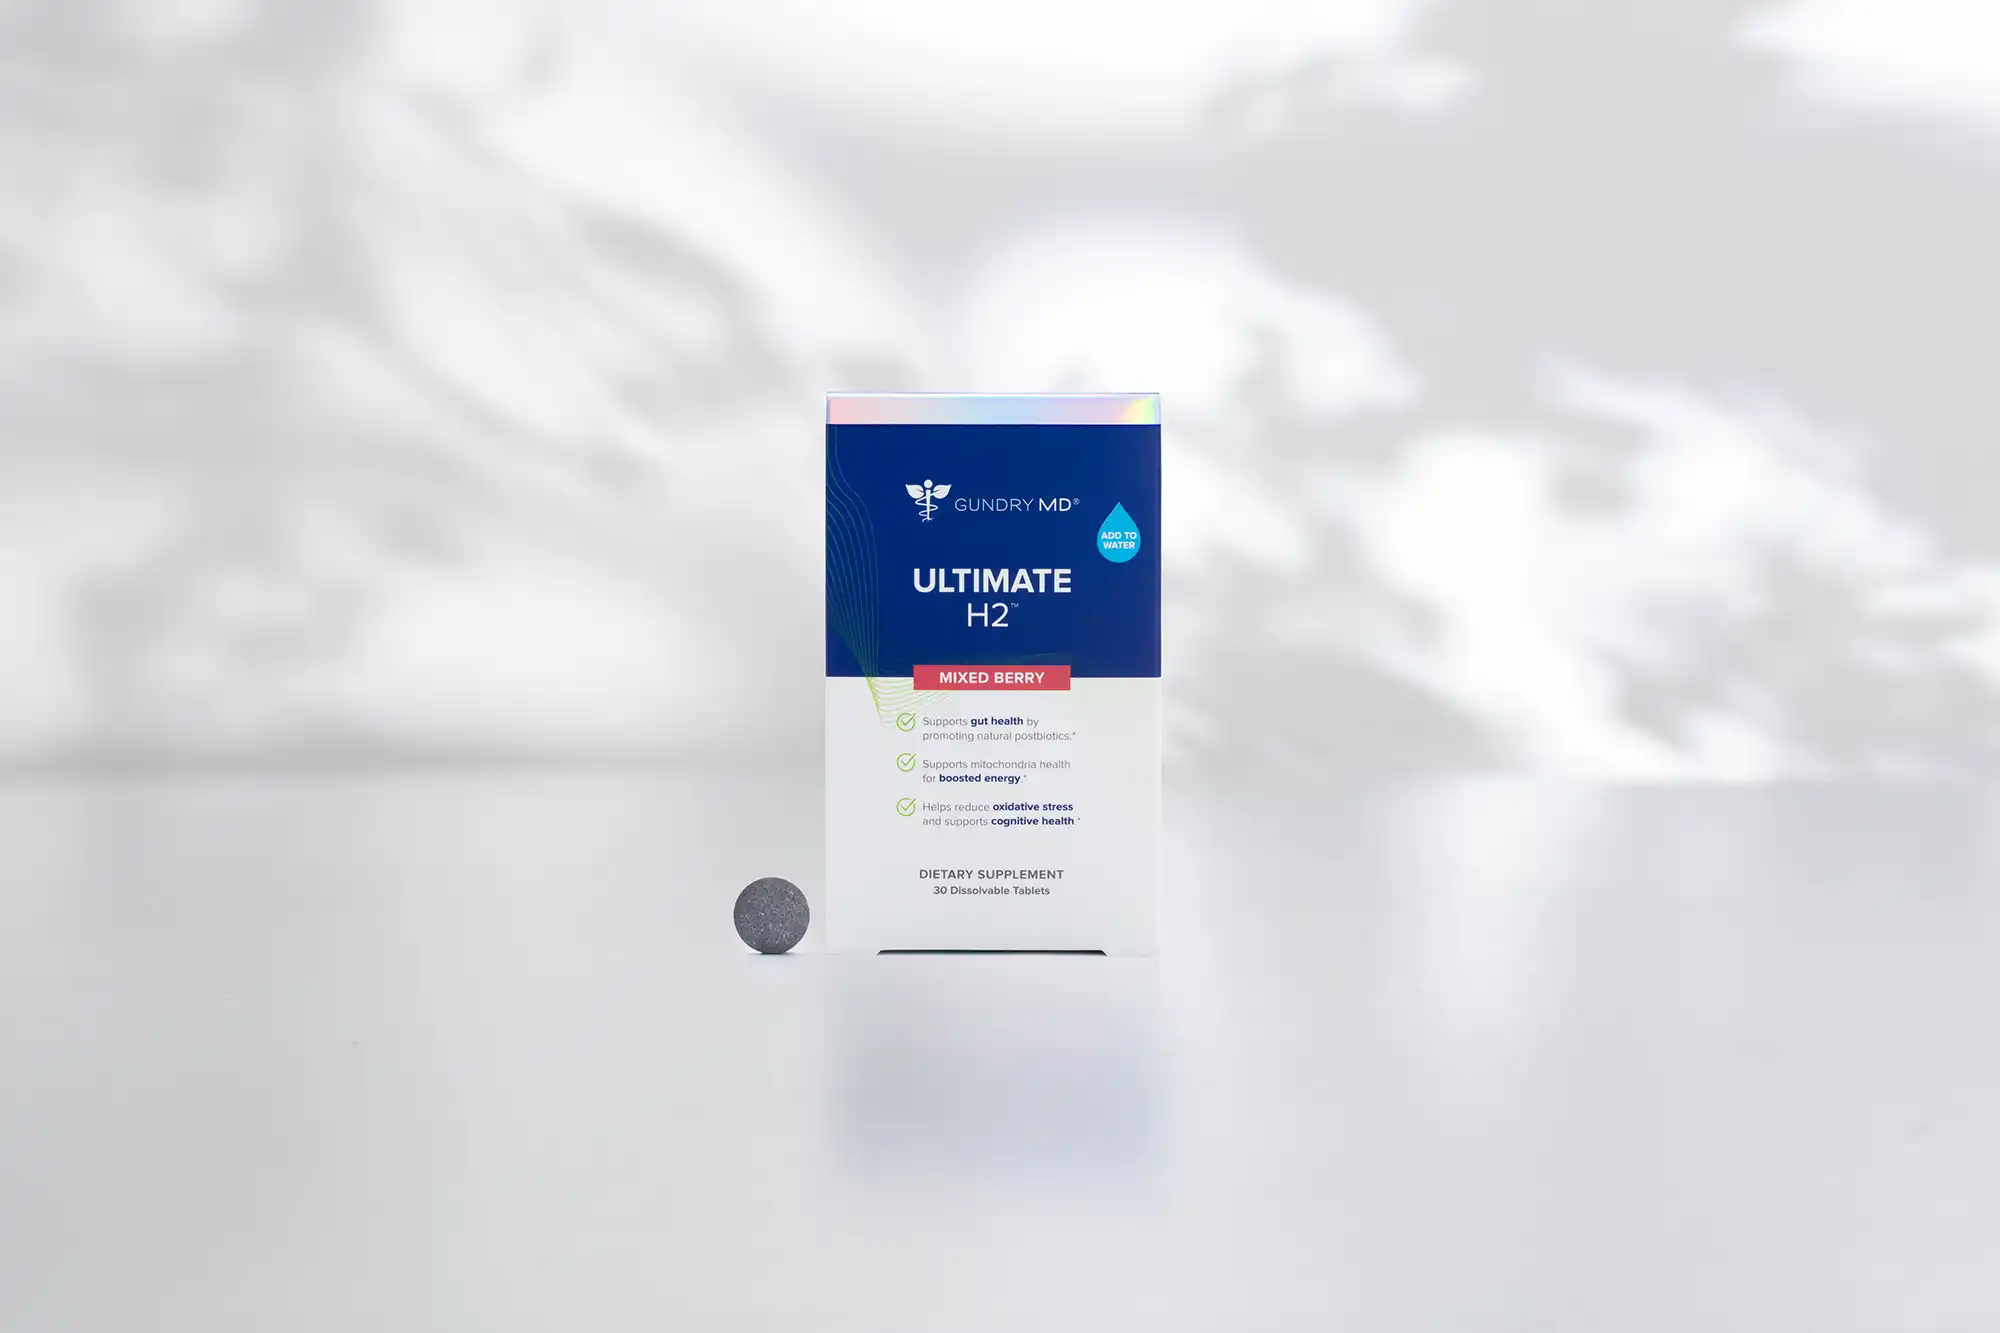 GUNDRY MD®
ADD TO
WATER
ULTIMATE
H2™
MIXED BERRY
Supports gut health by
promoting natural postbiotics.*
Supports mitochondria health
for boosted energy.*
Helps reduce oxidative stress
and supports cognitive health.*
DIETARY SUPPLEMENT
30 Dissolvable Tablets